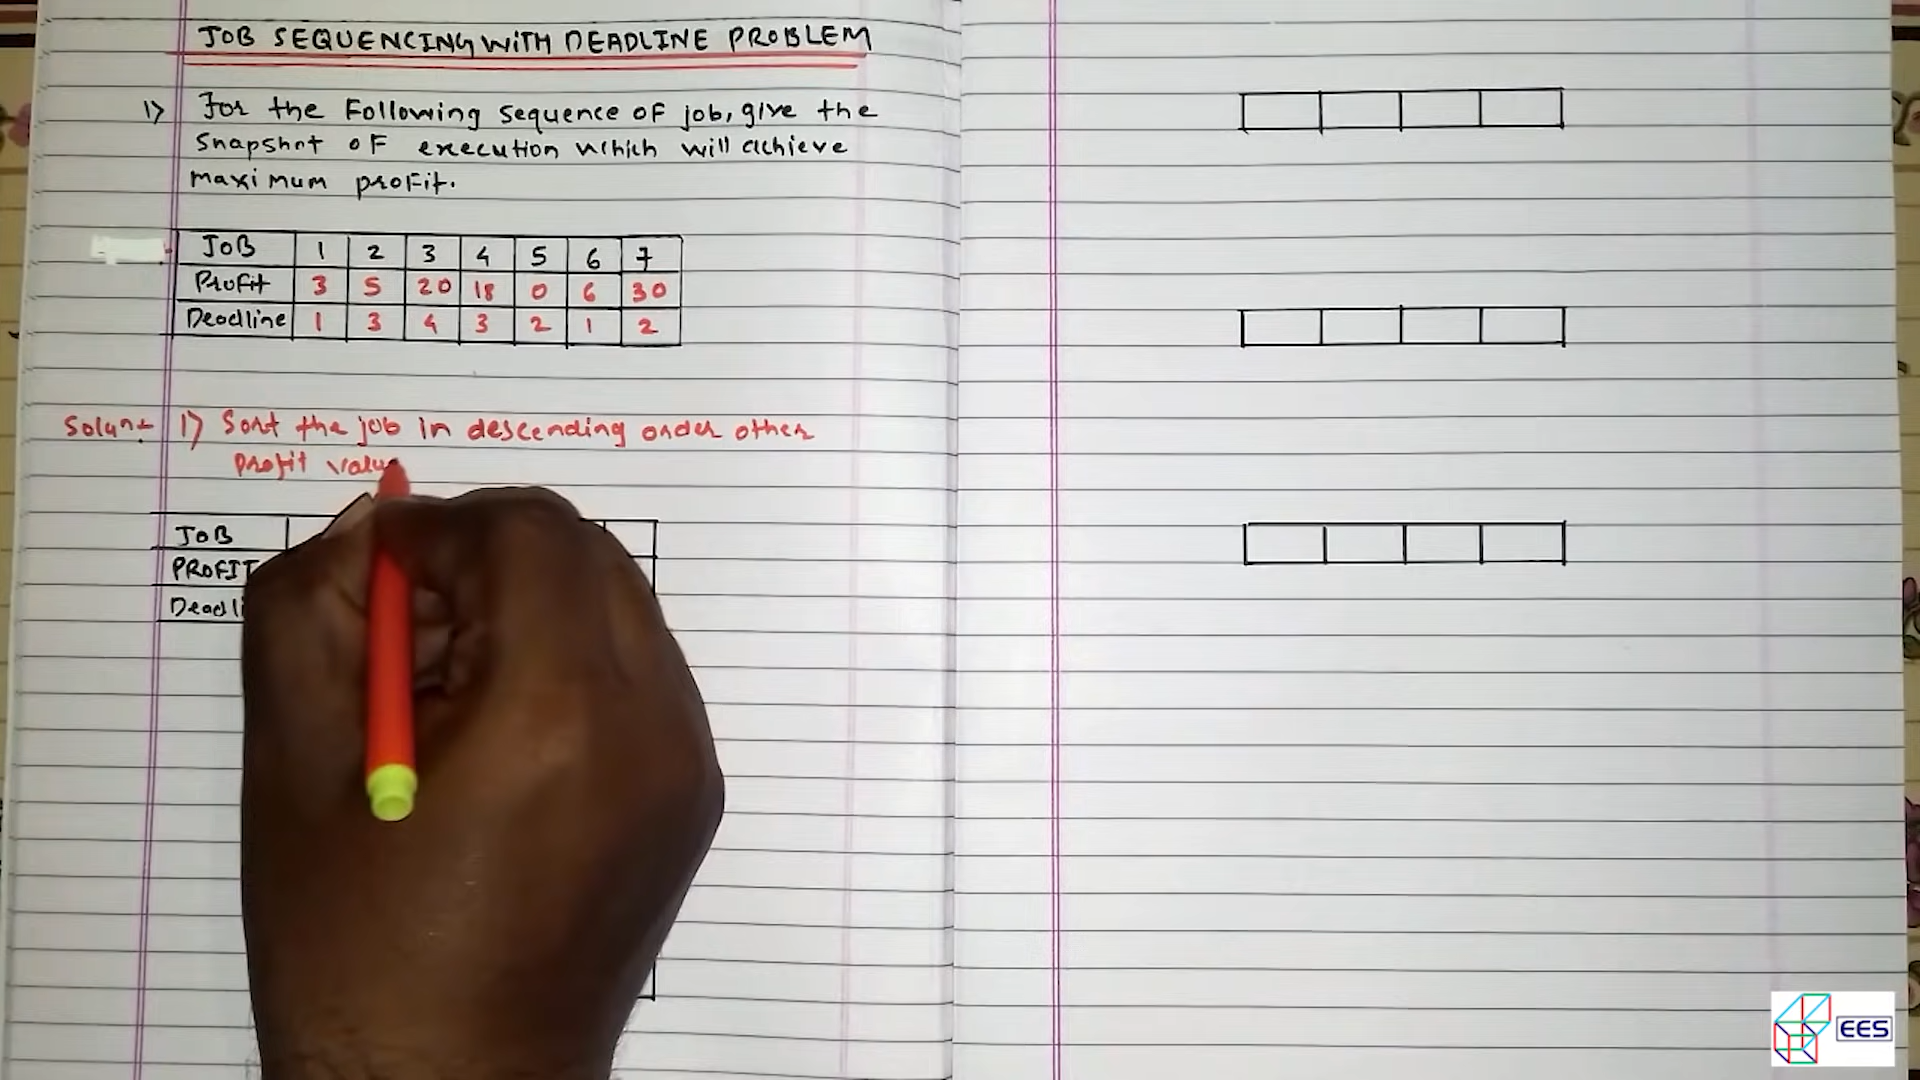 JOB SEQUENCING WITH DEADLINE PROBLEM
1) For the Following sequence of job, give the
snapshot of execution which will achieve
maximum profit.
JOB 1 2 3 4 5 6 7
Profit 3 5 20 18 0 6 30
Deadline 1 3 4 3 2 1 2
Solun:- 1) Sort the job in descending order other
profit valu
JOB
PROFIT
Deadli
EES